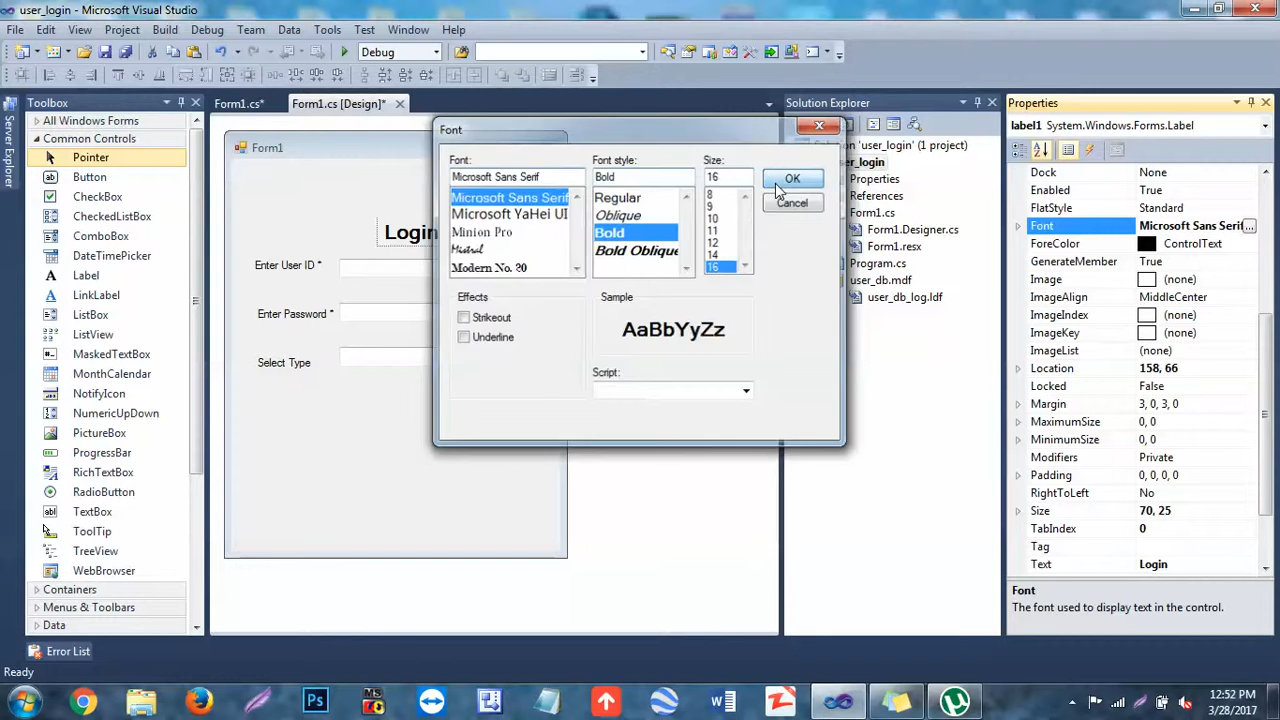 user_login - Microsoft Visual Studio
File Edit View Project Build Debug Team Data Tools Test Window Help
Debug
Toolbox
Form1.cs*
Form1.cs [Design]*
Solution Explorer
Properties
Server Explorer
All Windows Forms
Common Controls
Pointer
Button
CheckBox
CheckedListBox
ComboBox
DateTimePicker
Label
LinkLabel
ListBox
ListView
MaskedTextBox
MonthCalendar
NotifyIcon
NumericUpDown
PictureBox
ProgressBar
RichTextBox
RadioButton
TextBox
ToolTip
TreeView
WebBrowser
Containers
Menus & Toolbars
Data
Form1
Login
Enter User ID *
Enter Password *
Select Type
Font
Font:
Microsoft Sans Serif
Microsoft Sans Serif
Microsoft YaHei UI
Minion Pro
Mistral
Modern No. 20
Font style:
Bold
Regular
Oblique
Bold
Bold Oblique
Size:
16
8
9
10
11
12
14
16
OK
Cancel
Effects
Strikeout
Underline
Sample
AaBbYyZz
Script:
'user_login' (1 project)
er_login
Properties
References
Form1.cs
Form1.Designer.cs
Form1.resx
Program.cs
user_db.mdf
user_db_log.ldf
label1 System.Windows.Forms.Label
Dock None
Enabled True
FlatStyle Standard
Font Microsoft Sans Serif ...
ForeColor ControlText
GenerateMember True
Image (none)
ImageAlign MiddleCenter
ImageIndex (none)
ImageKey (none)
ImageList (none)
Location 158, 66
Locked False
Margin 3, 0, 3, 0
MaximumSize 0, 0
MinimumSize 0, 0
Modifiers Private
Padding 0, 0, 0, 0
RightToLeft No
Size 70, 25
TabIndex 0
Tag
Text Login
Font
The font used to display text in the control.
Error List
Ready
Ps
MS
W
12:52 PM
3/28/2017